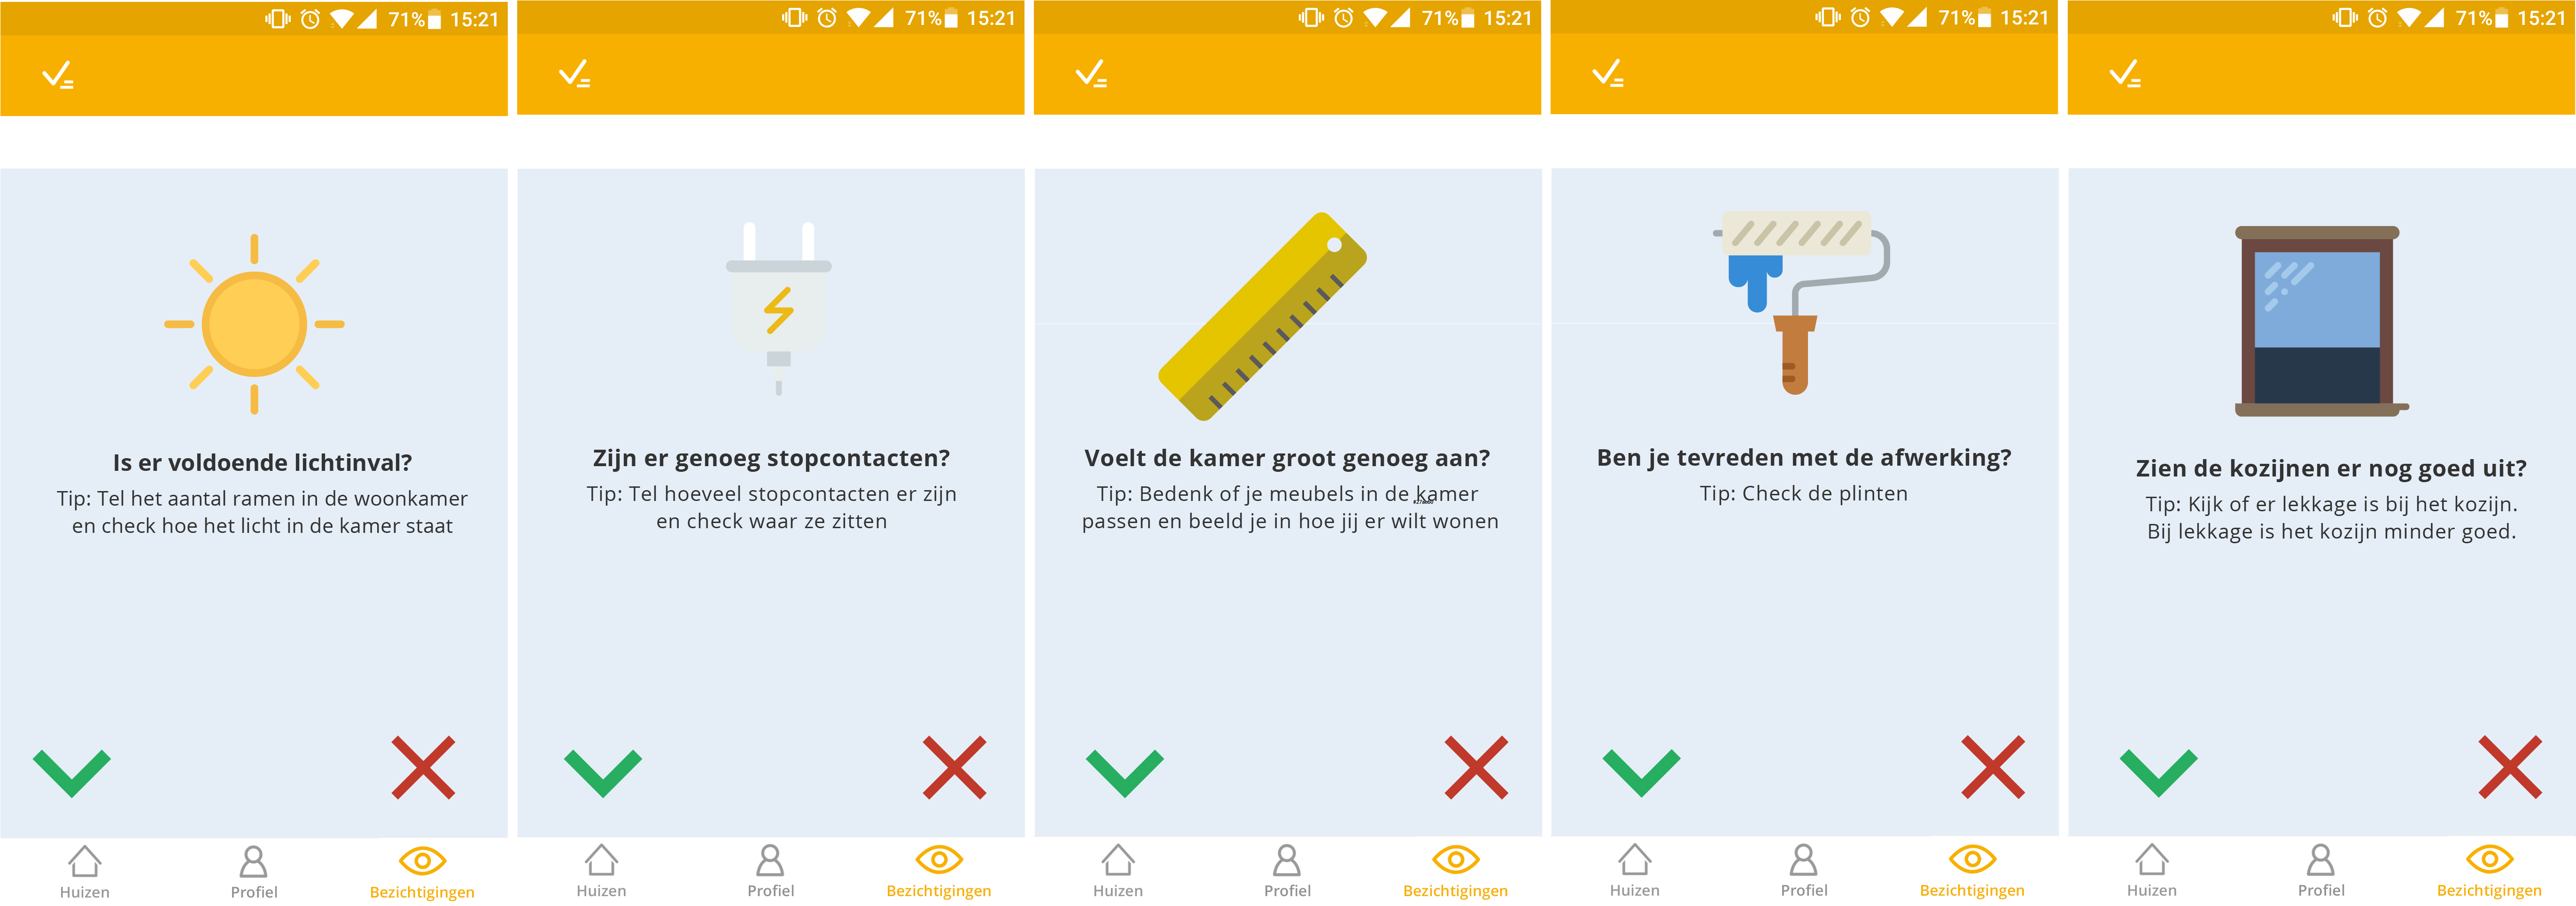 71% 15:21
Is er voldoende lichtinval?
Tip: Tel het aantal ramen in de woonkamer
en check hoe het licht in de kamer staat
Huizen
Profiel
Bezichtigingen
71% 15:21
Zijn er genoeg stopcontacten?
Tip: Tel hoeveel stopcontacten er zijn
en check waar ze zitten
Huizen
Profiel
Bezichtigingen
71% 15:21
Voelt de kamer groot genoeg aan?
Tip: Bedenk of je meubels in de kamer
passen en beeld je in hoe jij er wilt wonen
Huizen
Profiel
Bezichtigingen
71% 15:21
Ben je tevreden met de afwerking?
Tip: Check de plinten
Huizen
Profiel
Bezichtigingen
71% 15:21
Zien de kozijnen er nog goed uit?
Tip: Kijk of er lekkage is bij het kozijn.
Bij lekkage is het kozijn minder goed.
Huizen
Profiel
Bezichtigingen